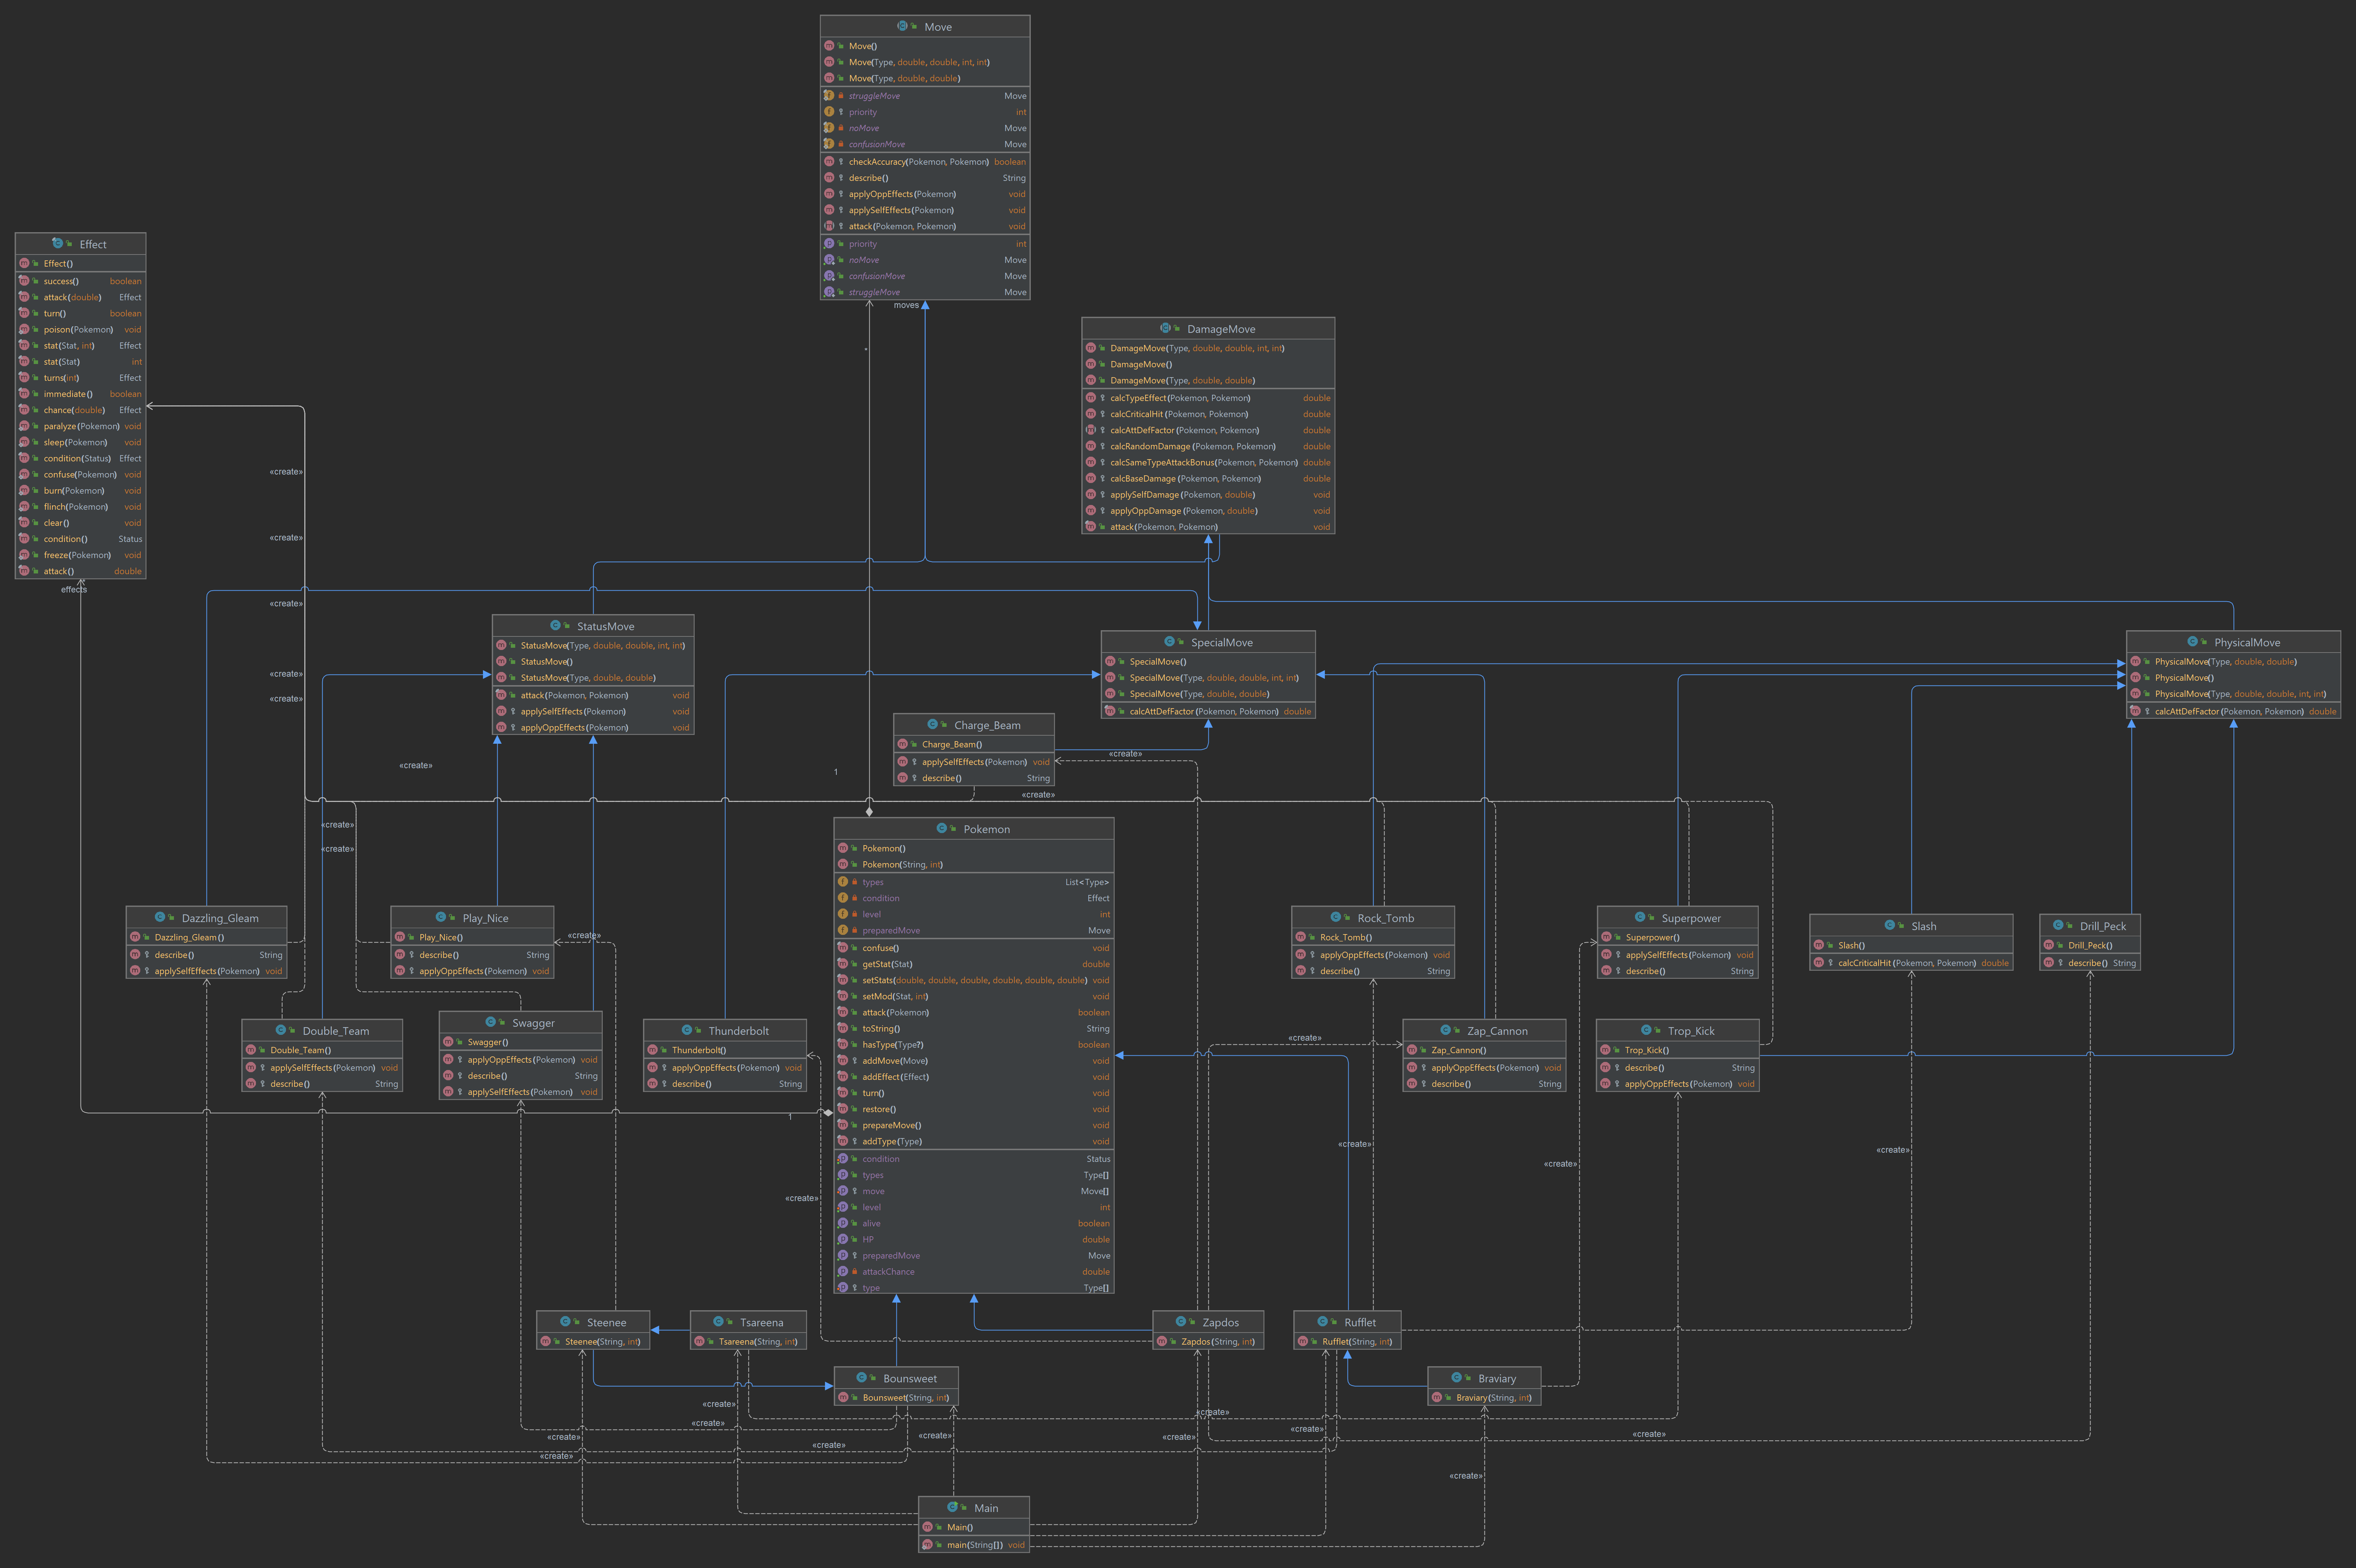 Move
Move()
Move(Type, double, double, int, int)
Move(Type, double, double)
struggleMove Move
priority int
noMove Move
confusionMove Move
checkAccuracy(Pokemon, Pokemon) boolean
describe() String
applyOppEffects(Pokemon) void
applySelfEffects(Pokemon) void
attack(Pokemon, Pokemon) void
priority int
noMove Move
confusionMove Move
struggleMove Move
moves
*
1
Effect
Effect()
success() boolean
attack(double) Effect
turn() boolean
poison(Pokemon) void
stat(Stat, int) Effect
stat(Stat) int
turns(int) Effect
immediate() boolean
chance(double) Effect
paralyze(Pokemon) void
sleep(Pokemon) void
condition(Status) Effect
confuse(Pokemon) void
burn(Pokemon) void
flinch(Pokemon) void
clear() void
condition() Status
freeze(Pokemon) void
attack() double
effects
«create»
«create»
«create»
«create»
«create»
«create»
«create»
«create»
DamageMove
DamageMove(Type, double, double, int, int)
DamageMove()
DamageMove(Type, double, double)
calcTypeEffect(Pokemon, Pokemon) double
calcCriticalHit(Pokemon, Pokemon) double
calcAttDefFactor(Pokemon, Pokemon) double
calcRandomDamage(Pokemon, Pokemon) double
calcSameTypeAttackBonus(Pokemon, Pokemon) double
calcBaseDamage(Pokemon, Pokemon) double
applySelfDamage(Pokemon, double) void
applyOppDamage(Pokemon, double) void
attack(Pokemon, Pokemon) void
StatusMove
StatusMove(Type, double, double, int, int)
StatusMove()
StatusMove(Type, double, double)
attack(Pokemon, Pokemon) void
applySelfEffects(Pokemon) void
applyOppEffects(Pokemon) void
SpecialMove
SpecialMove()
SpecialMove(Type, double, double, int, int)
SpecialMove(Type, double, double)
calcAttDefFactor(Pokemon, Pokemon) double
PhysicalMove
PhysicalMove(Type, double, double)
PhysicalMove()
PhysicalMove(Type, double, double, int, int)
calcAttDefFactor(Pokemon, Pokemon) double
Charge_Beam
Charge_Beam()
applySelfEffects(Pokemon) void
describe() String
«create»
«create»
Pokemon
Pokemon()
Pokemon(String, int)
types List<Type>
condition Effect
level int
preparedMove Move
confuse() void
getStat(Stat) double
setStats(double, double, double, double, double, double) void
setMod(Stat, int) void
attack(Pokemon) boolean
toString() String
hasType(Type?) boolean
addMove(Move) void
addEffect(Effect) void
turn() void
restore() void
prepareMove() void
addType(Type) void
condition Status
types Type[]
move Move[]
level int
alive boolean
HP double
preparedMove Move
attackChance double
type Type[]
1
Dazzling_Gleam
Dazzling_Gleam()
describe() String
applySelfEffects(Pokemon) void
Play_Nice
Play_Nice()
describe() String
applyOppEffects(Pokemon) void
«create»
Rock_Tomb
Rock_Tomb()
applyOppEffects(Pokemon) void
describe() String
Superpower
Superpower()
applySelfEffects(Pokemon) void
describe() String
Slash
Slash()
calcCriticalHit(Pokemon, Pokemon) double
Drill_Peck
Drill_Peck()
describe() String
Double_Team
Double_Team()
applySelfEffects(Pokemon) void
describe() String
Swagger
Swagger()
applyOppEffects(Pokemon) void
describe() String
applySelfEffects(Pokemon) void
Thunderbolt
Thunderbolt()
applyOppEffects(Pokemon) void
describe() String
Zap_Cannon
Zap_Cannon()
applyOppEffects(Pokemon) void
describe() String
Trop_Kick
Trop_Kick()
describe() String
applyOppEffects(Pokemon) void
«create»
«create»
«create»
«create»
«create»
Steenee
Steenee(String, int)
Tsareena
Tsareena(String, int)
Zapdos
Zapdos(String, int)
Rufflet
Rufflet(String, int)
Bounsweet
Bounsweet(String, int)
Braviary
Braviary(String, int)
«create»
«create»
«create»
«create»
«create»
«create»
«create»
«create»
«create»
«create»
«create»
«create»
Main
Main()
main(String[]) void